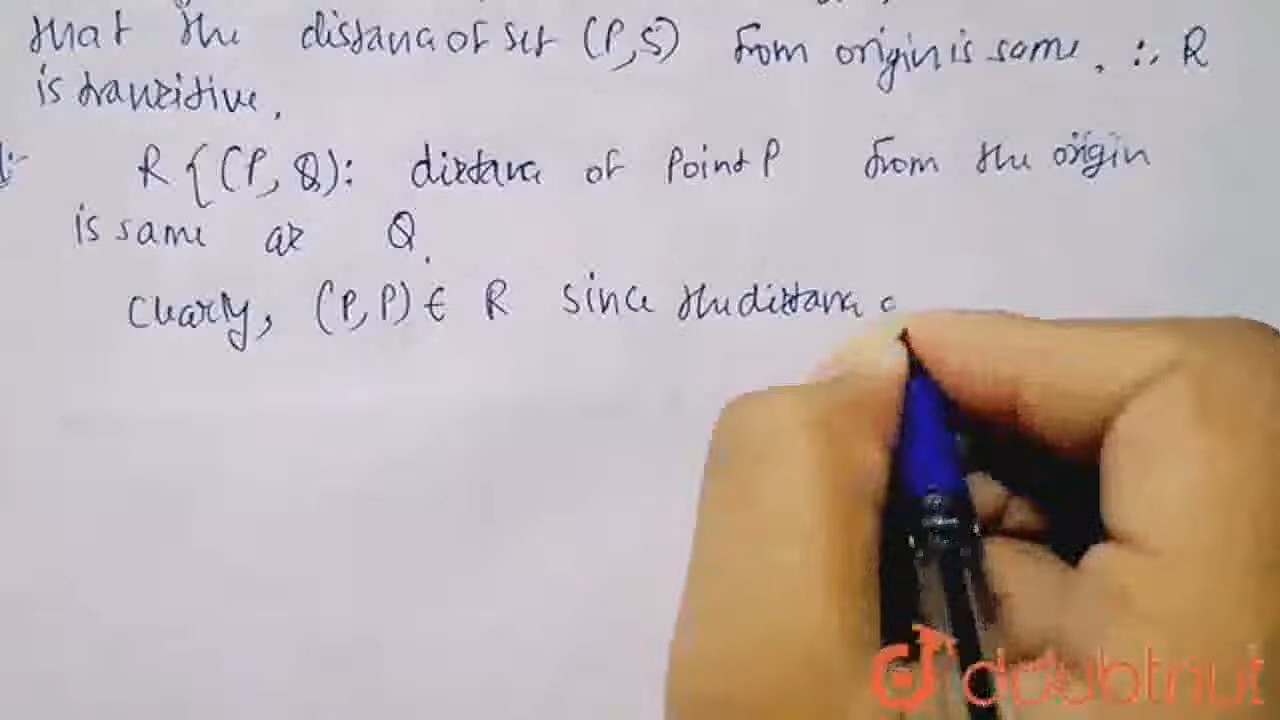 that the distance of set (P,S) from origin is same, ∴ R
is tranzitive,
R{(P, Q): distance of Point P from the origin
is same as Q.
Clearly, (P,P) ∈ R since the distance
doubtnut